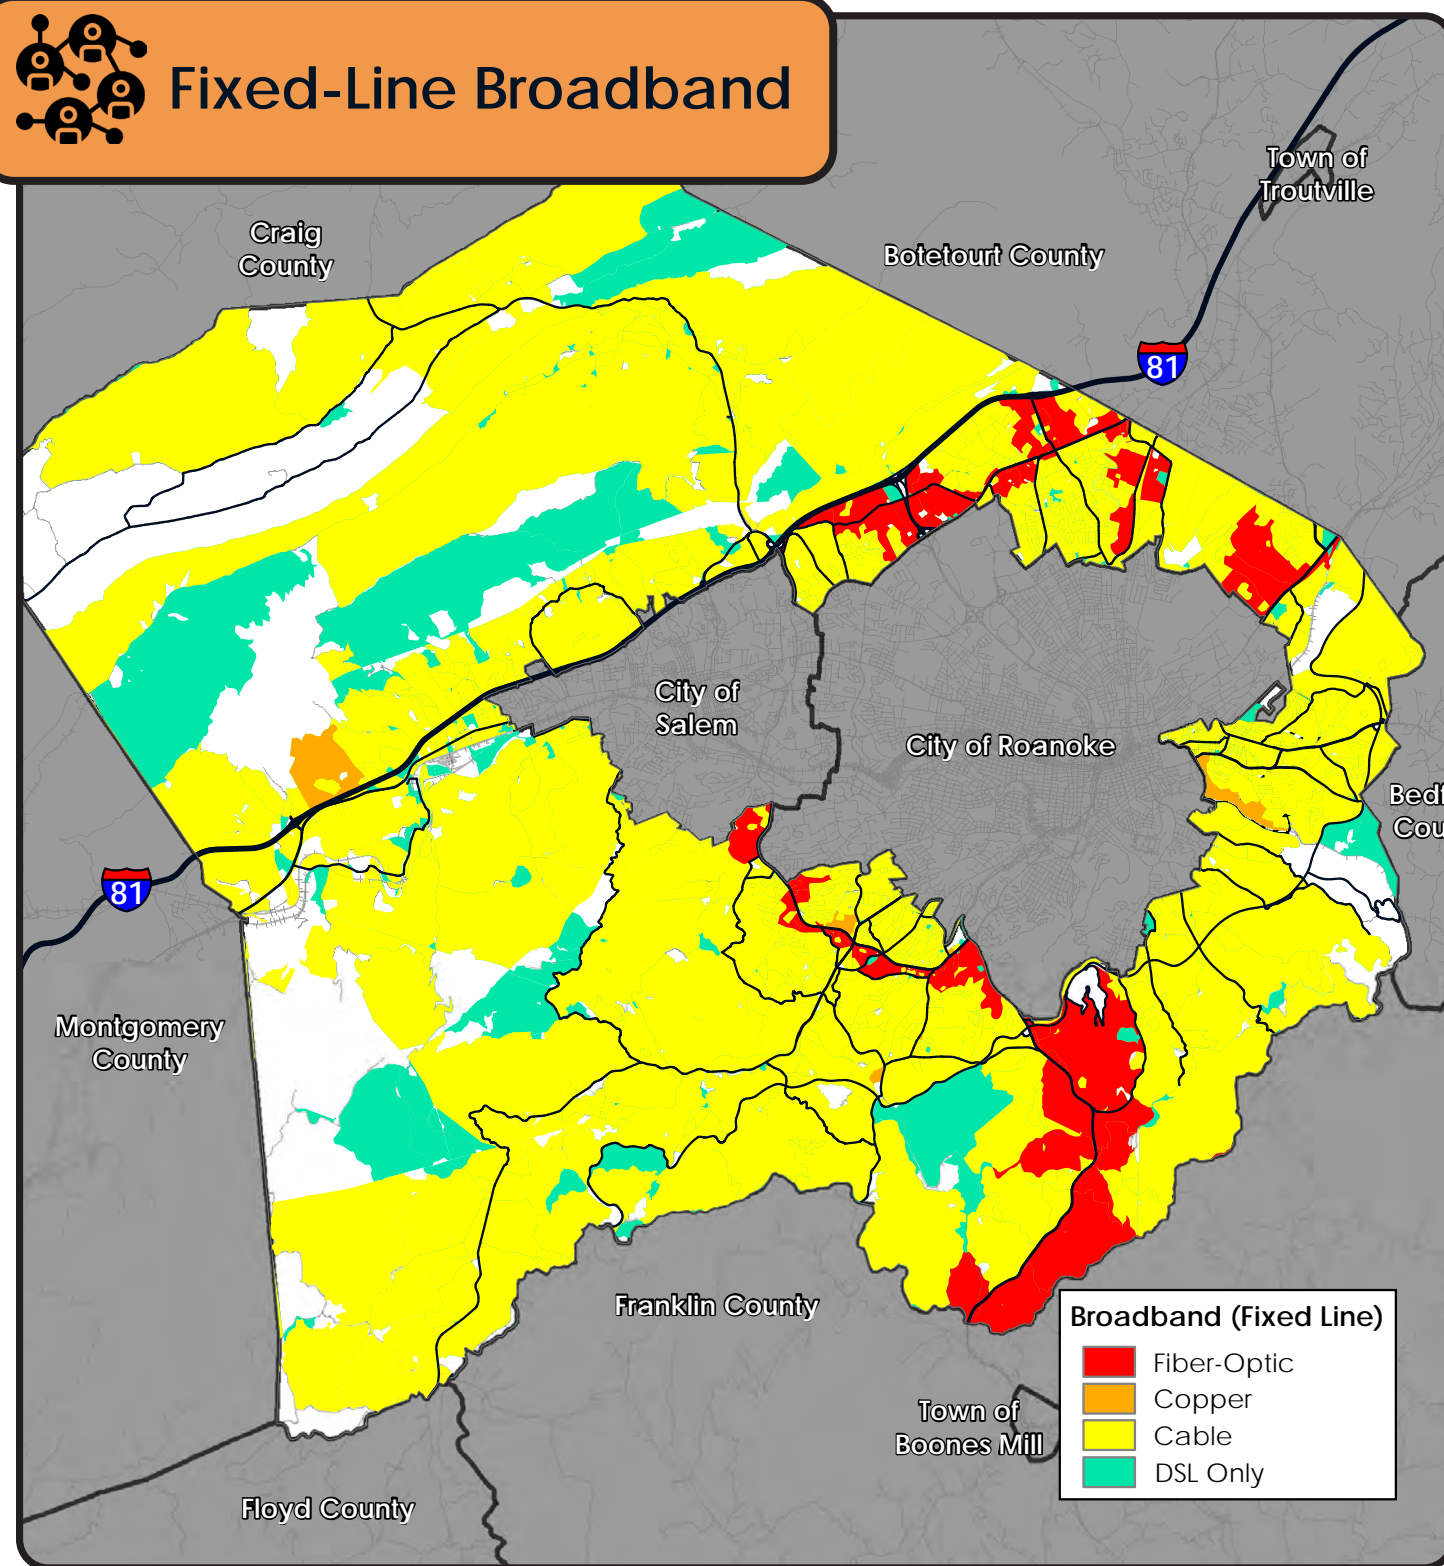 Fixed-Line Broadband
Town of
Troutville
Craig
County
Botetourt County
81
City of
Salem
City of Roanoke
81
Montgomery
County
Franklin County
Broadband (Fixed Line)
Fiber-Optic
Copper
Cable
DSL Only
Town of
Boones Mill
Floyd County